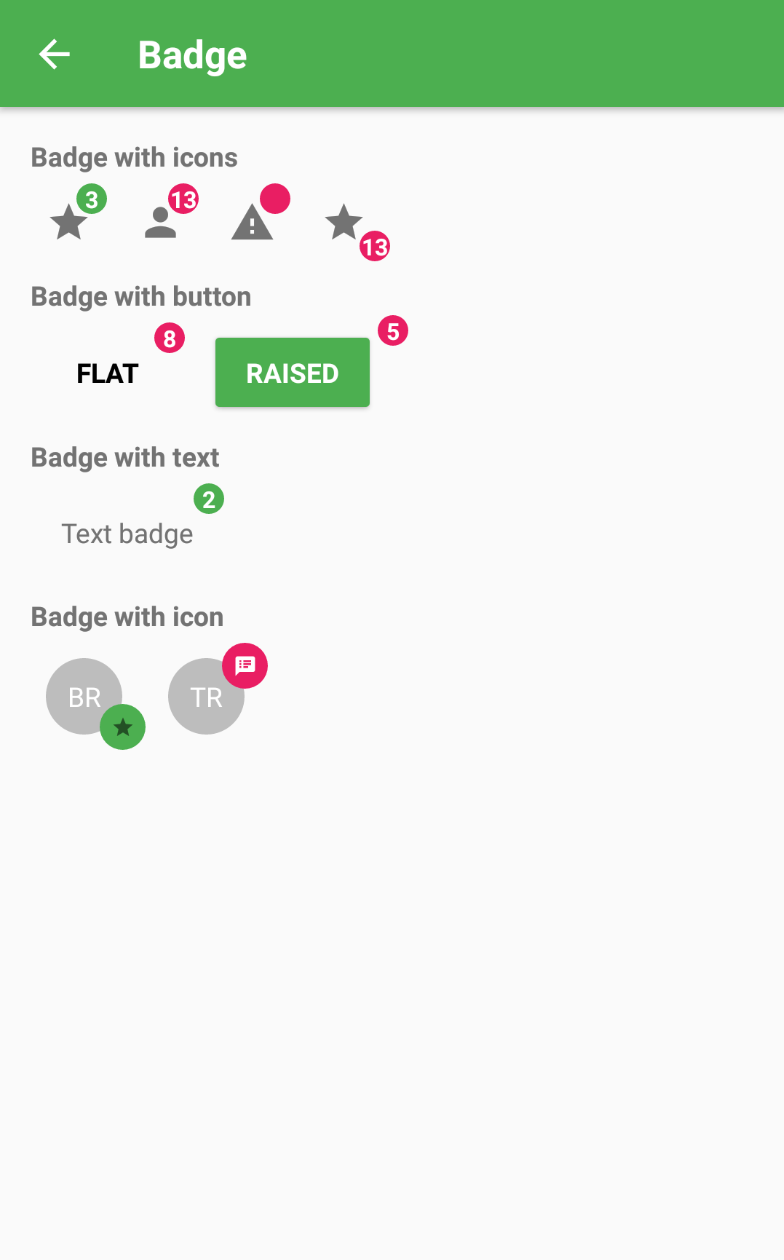 Badge
Badge with icons
3 13 13
Badge with button
8 5
FLAT RAISED
Badge with text
2
Text badge
Badge with icon
BR TR